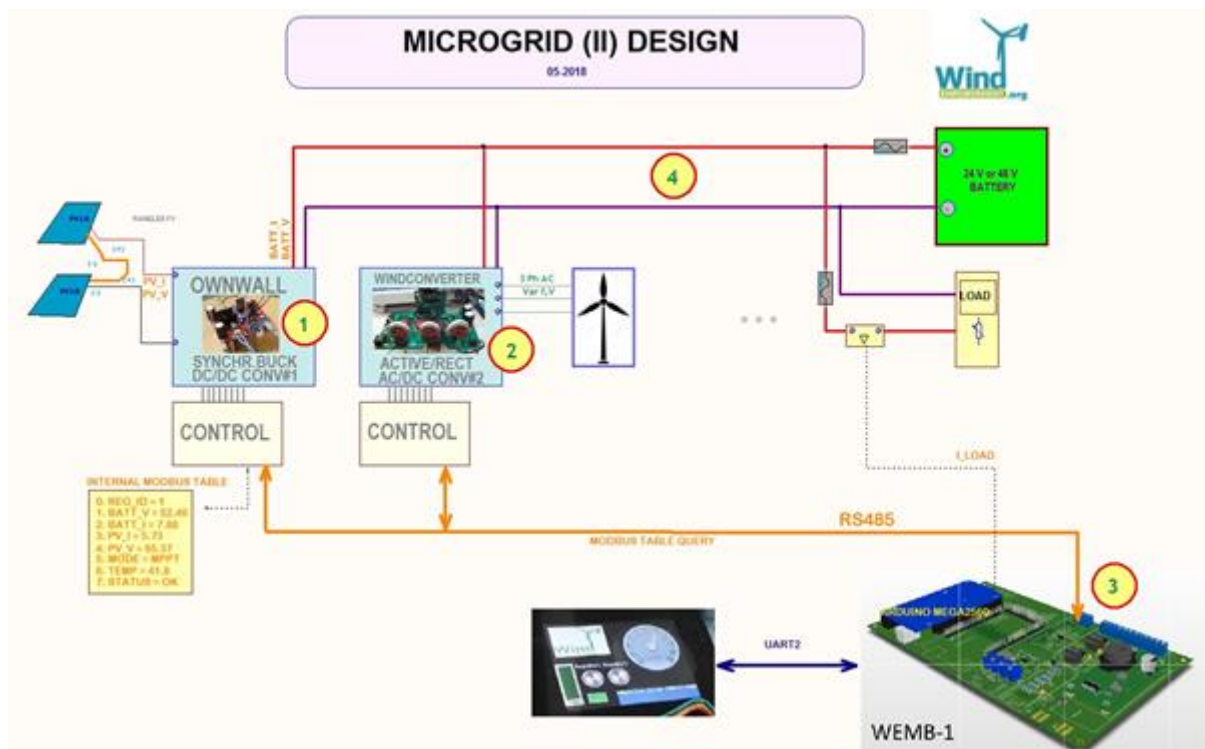 MICROGRID (II) DESIGN
05-2018
Wind
.org
24 V or 48 V
BATTERY
4
BATT_I
BATT_V
PV_I
PV_V
OWNWALL
1
SYNCHR.BUCK
DC/DC CONV#1
WINDCONVERTER
2
ACTIVE/RECT
AC/DC CONV#2
3 Ph AC
Var f,V
LOAD
CONTROL
CONTROL
I_LOAD
INTERNAL MODBUS TABLE
0. REG_ID = 1
1. BATT_V = 52.46
2. BATT_I = 7.88
3. PV_I = 5.73
4. PV_V = 65.37
5. MODE = MPPT
6. TEMP = 41.6
7. STATUS = OK
RS485
MODBUS TABLE QUERY
3
ARDUINO MEGA2560
Wind
UART2
WEMB-1